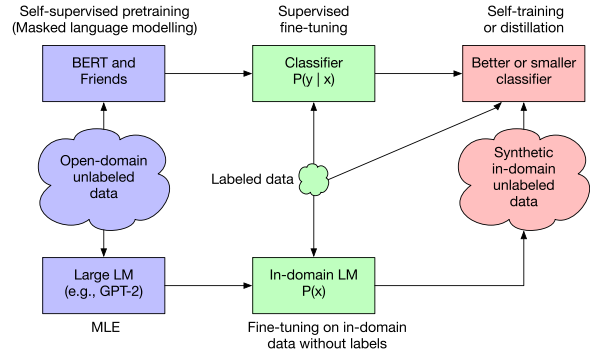 Self-supervised pretraining
(Masked language modelling)
Supervised
fine-tuning
Self-training
or distillation
BERT and
Friends
Classifier
P(y | x)
Better or smaller
classifier
Open-domain
unlabeled
data
Labeled data
Synthetic
in-domain
unlabeled
data
Large LM
(e.g., GPT-2)
In-domain LM
P(x)
MLE
Fine-tuning on in-domain
data without labels